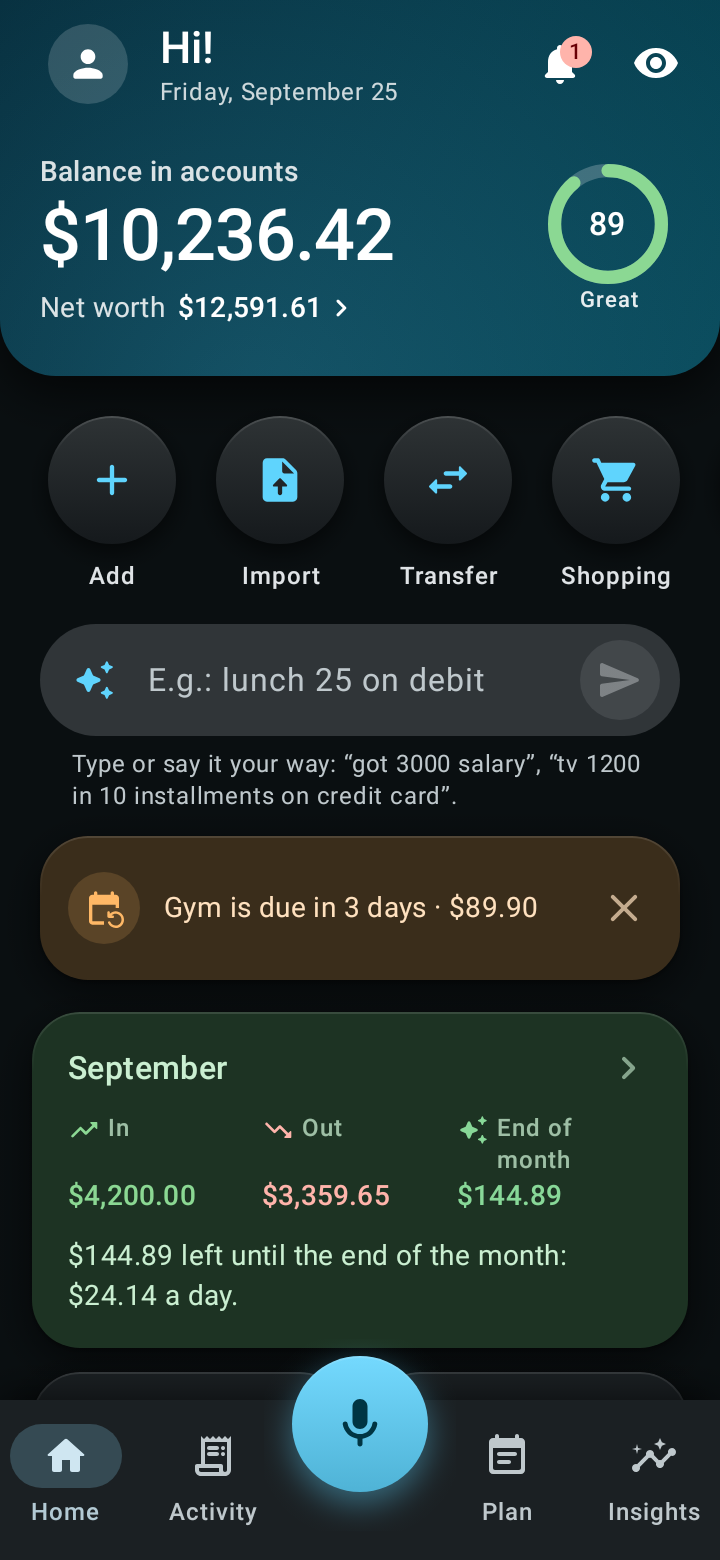 Hi!
Friday, September 25
1
Balance in accounts
$10,236.42
Net worth $12,591.61
89
Great
Add
Import
Transfer
Shopping
E.g.: lunch 25 on debit
Type or say it your way: “got 3000 salary”, “tv 1200
in 10 installments on credit card”.
Gym is due in 3 days · $89.90
September
In
Out
End of
month
$4,200.00
$3,359.65
$144.89
$144.89 left until the end of the month:
$24.14 a day.
Home
Activity
Plan
Insights